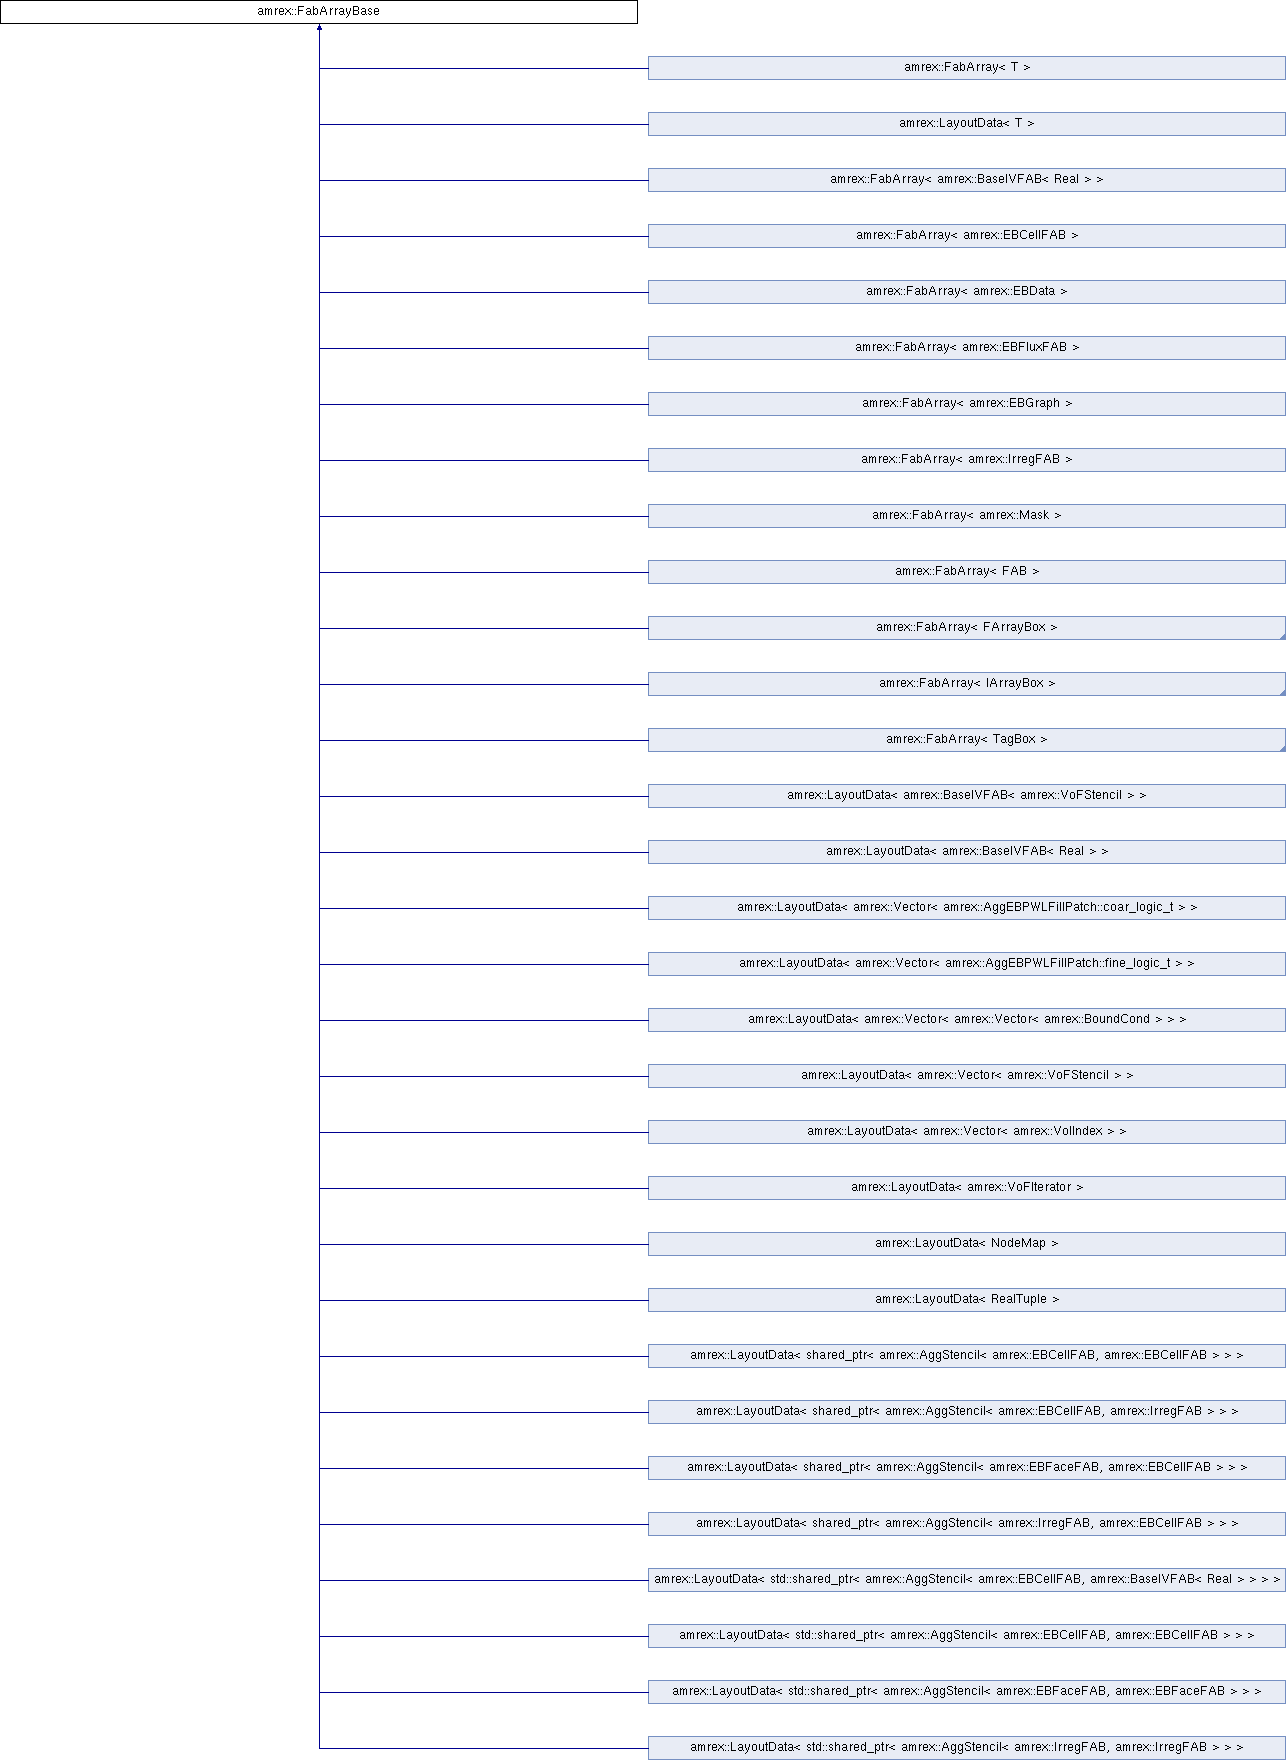 amrex::FabArrayBase
amrex::FabArray< T >
amrex::LayoutData< T >
amrex::FabArray< amrex::BaseIVFAB< Real > >
amrex::FabArray< amrex::EBCellFAB >
amrex::FabArray< amrex::EBData >
amrex::FabArray< amrex::EBFluxFAB >
amrex::FabArray< amrex::EBGraph >
amrex::FabArray< amrex::IrregFAB >
amrex::FabArray< amrex::Mask >
amrex::FabArray< FAB >
amrex::FabArray< FArrayBox >
amrex::FabArray< IArrayBox >
amrex::FabArray< TagBox >
amrex::LayoutData< amrex::BaseIVFAB< amrex::VoFStencil > >
amrex::LayoutData< amrex::BaseIVFAB< Real > >
amrex::LayoutData< amrex::Vector< amrex::AggEBPWLFillPatch::coar_logic_t > >
amrex::LayoutData< amrex::Vector< amrex::AggEBPWLFillPatch::fine_logic_t > >
amrex::LayoutData< amrex::Vector< amrex::Vector< amrex::BoundCond > > >
amrex::LayoutData< amrex::Vector< amrex::VoFStencil > >
amrex::LayoutData< amrex::Vector< amrex::VolIndex > >
amrex::LayoutData< amrex::VoFIterator >
amrex::LayoutData< NodeMap >
amrex::LayoutData< RealTuple >
amrex::LayoutData< shared_ptr< amrex::AggStencil< amrex::EBCellFAB, amrex::EBCellFAB > > >
amrex::LayoutData< shared_ptr< amrex::AggStencil< amrex::EBCellFAB, amrex::IrregFAB > > >
amrex::LayoutData< shared_ptr< amrex::AggStencil< amrex::EBFaceFAB, amrex::EBCellFAB > > >
amrex::LayoutData< shared_ptr< amrex::AggStencil< amrex::IrregFAB, amrex::EBCellFAB > > >
amrex::LayoutData< std::shared_ptr< amrex::AggStencil< amrex::EBCellFAB, amrex::BaseIVFAB< Real > > > >
amrex::LayoutData< std::shared_ptr< amrex::AggStencil< amrex::EBCellFAB, amrex::EBCellFAB > > >
amrex::LayoutData< std::shared_ptr< amrex::AggStencil< amrex::EBFaceFAB, amrex::EBFaceFAB > > >
amrex::LayoutData< std::shared_ptr< amrex::AggStencil< amrex::IrregFAB, amrex::IrregFAB > > >